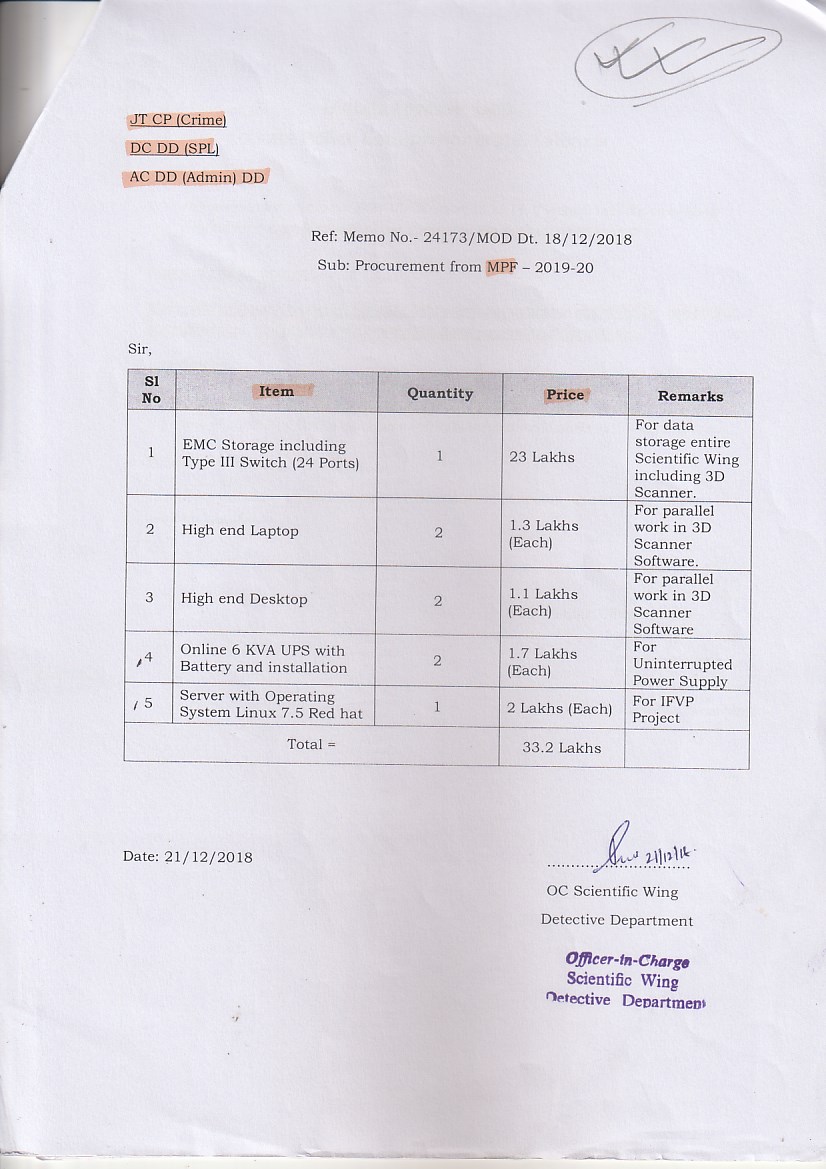 JT CP (Crime)
DC DD (SPL)
AC DD (Admin) DD
Ref: Memo No.- 24173/MOD Dt. 18/12/2018
Sub: Procurement from MPF – 2019-20
Sir,
Sl
No
Item
Quantity
Price
Remarks
1
EMC Storage including
Type III Switch (24 Ports)
1
23 Lakhs
For data
storage entire
Scientific Wing
including 3D
Scanner.
2
High end Laptop
2
1.3 Lakhs
(Each)
For parallel
work in 3D
Scanner
Software.
3
High end Desktop
2
1.1 Lakhs
(Each)
For parallel
work in 3D
Scanner
Software
4
Online 6 KVA UPS with
Battery and installation
2
1.7 Lakhs
(Each)
For
Uninterrupted
Power Supply
5
Server with Operating
System Linux 7.5 Red hat
1
2 Lakhs (Each)
For IFVP
Project
Total =
33.2 Lakhs
Date: 21/12/2018
21/12/18.
OC Scientific Wing
Detective Department
Officer-in-Charge
Scientific Wing
Detective Department